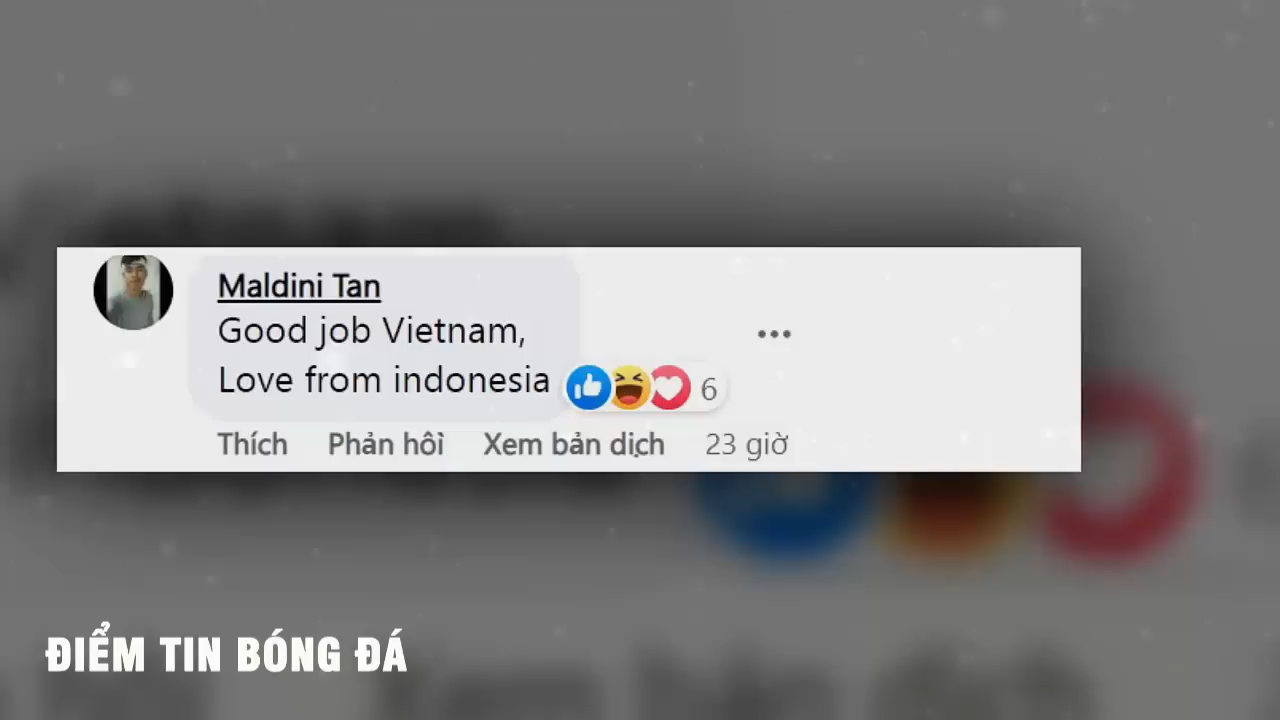 Maldini Tan
Good job Vietnam,
Love from indonesia
6
Thích Phản hồi Xem bản dịch 23 giờ
ĐIỂM TIN BÓNG ĐÁ